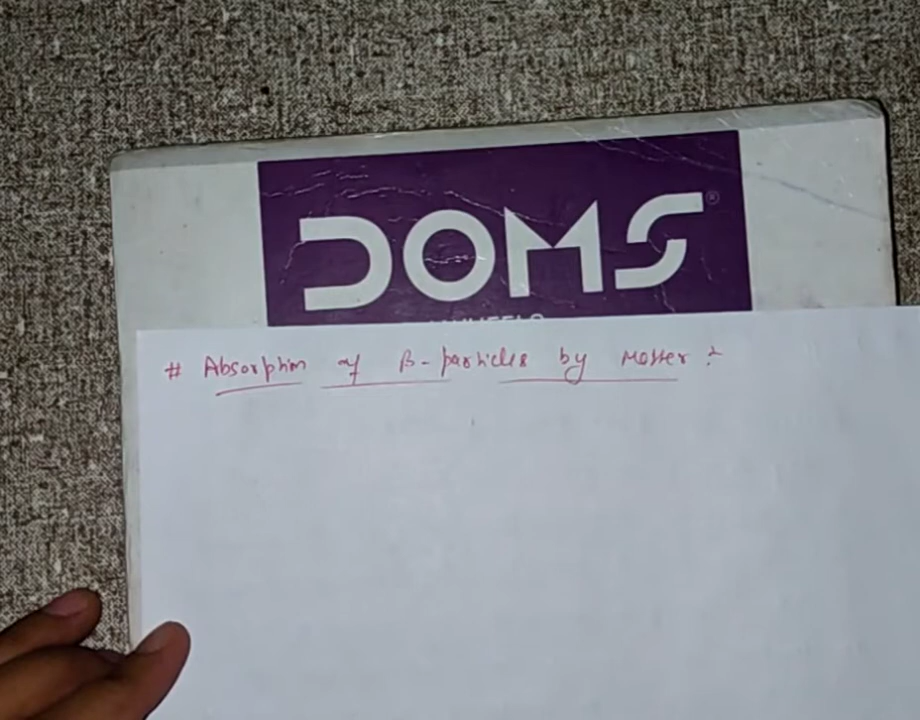 DOMS®
# Absorption of β-particles by Matter ?